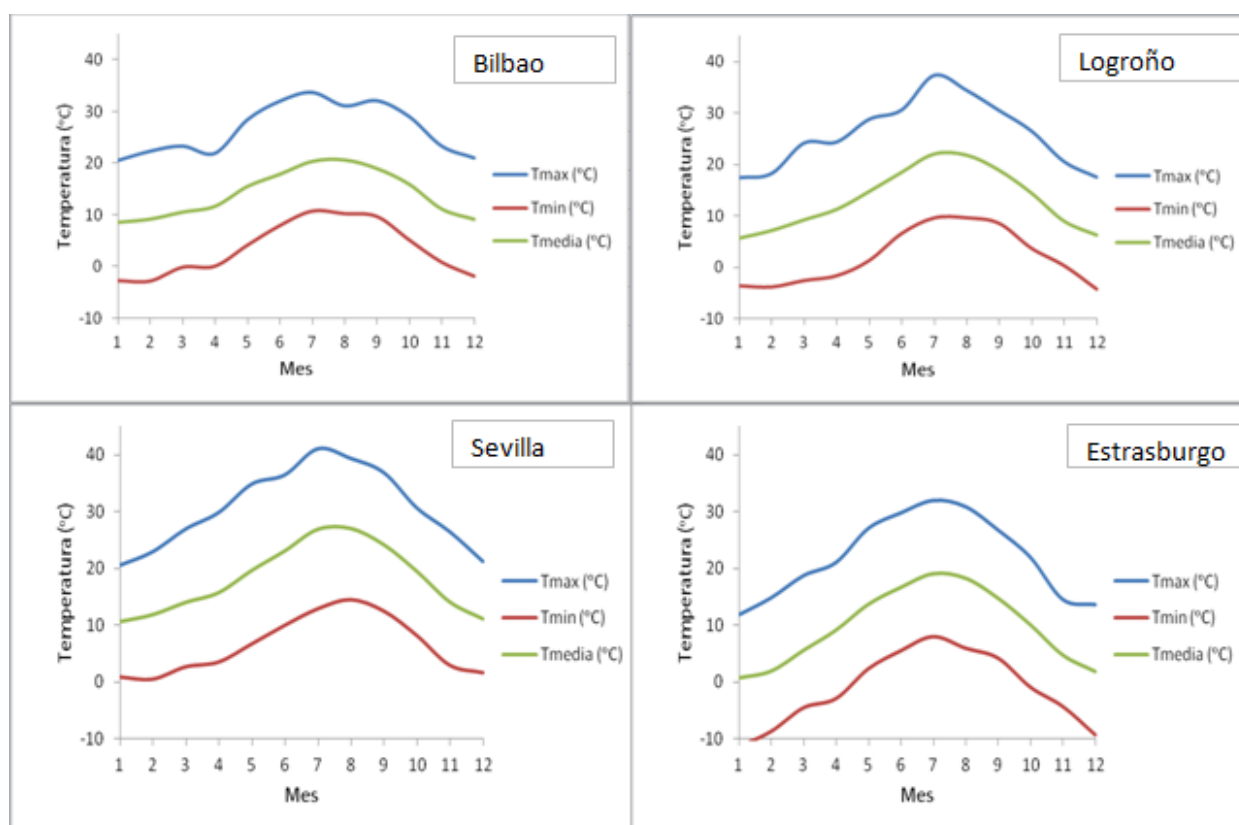 Bilbao
Temperatura (°C)
40
30
20
10
0
-10
1 2 3 4 5 6 7 8 9 10 11 12
Mes
Tmax (°C)
Tmin (°C)
Tmedia (°C)
Logroño
Temperatura (°C)
40
30
20
10
0
-10
1 2 3 4 5 6 7 8 9 10 11 12
Mes
Tmax (°C)
Tmin (°C)
Tmedia (°C)
Sevilla
Temperatura (°C)
40
30
20
10
0
-10
1 2 3 4 5 6 7 8 9 10 11 12
Mes
Tmax (°C)
Tmin (°C)
Tmedia (°C)
Estrasburgo
Temperatura (°C)
40
30
20
10
0
-10
1 2 3 4 5 6 7 8 9 10 11 12
Mes
Tmax (°C)
Tmin (°C)
Tmedia (°C)